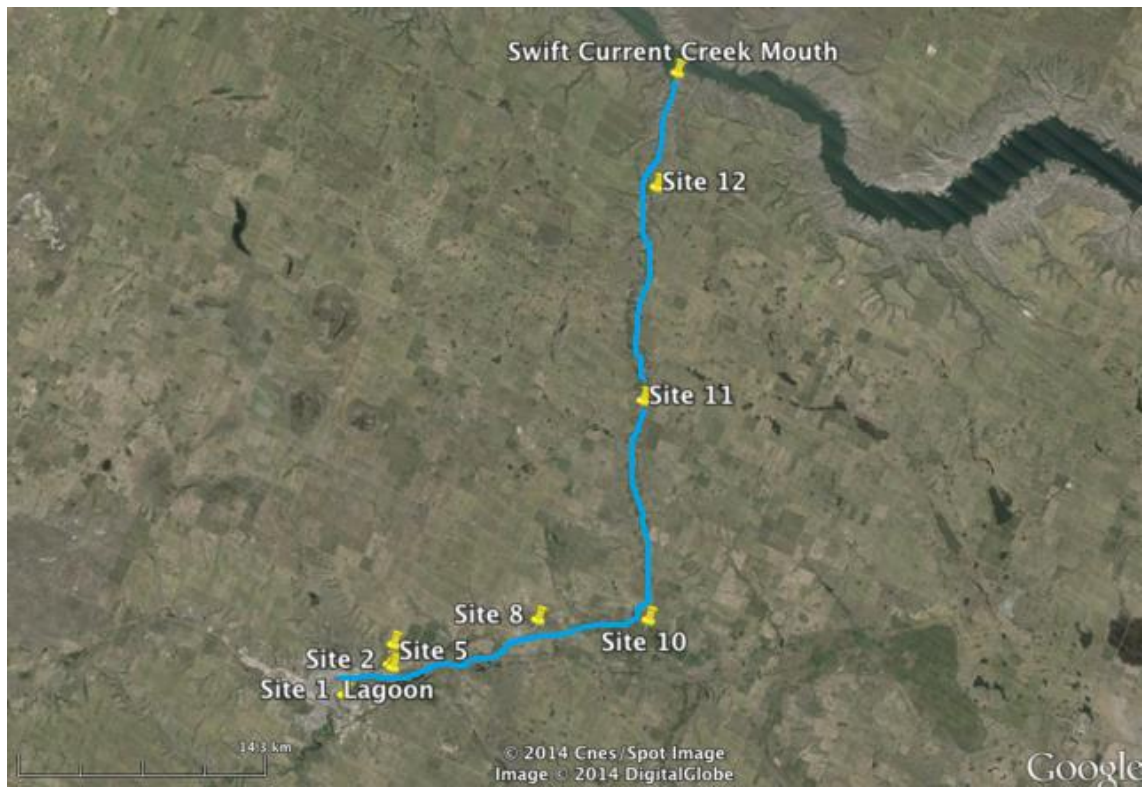 Swift Current Creek Mouth
Site 12
Site 11
Site 8
Site 10
Site 5
Site 2
Site 1 Lagoon
14.3 km
© 2014 Cnes/Spot Image
Image © 2014 DigitalGlobe
Google